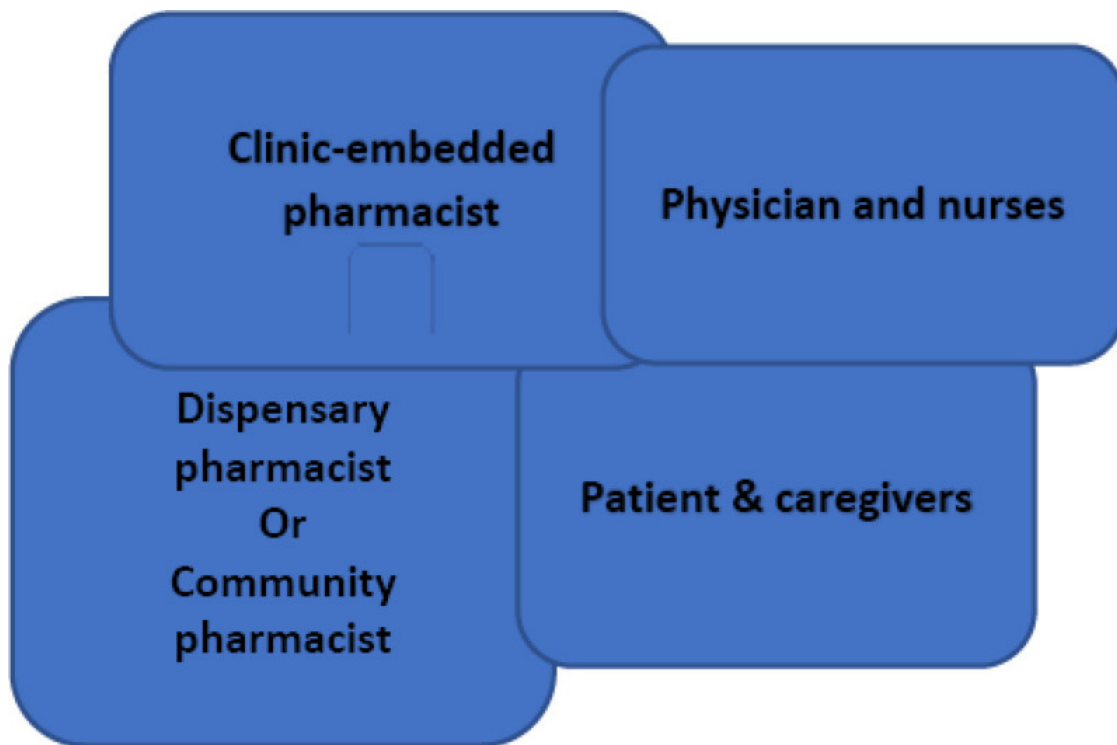 Clinic-embedded
pharmacist
Physician and nurses
Dispensary
pharmacist
Or
Community
pharmacist
Patient & caregivers